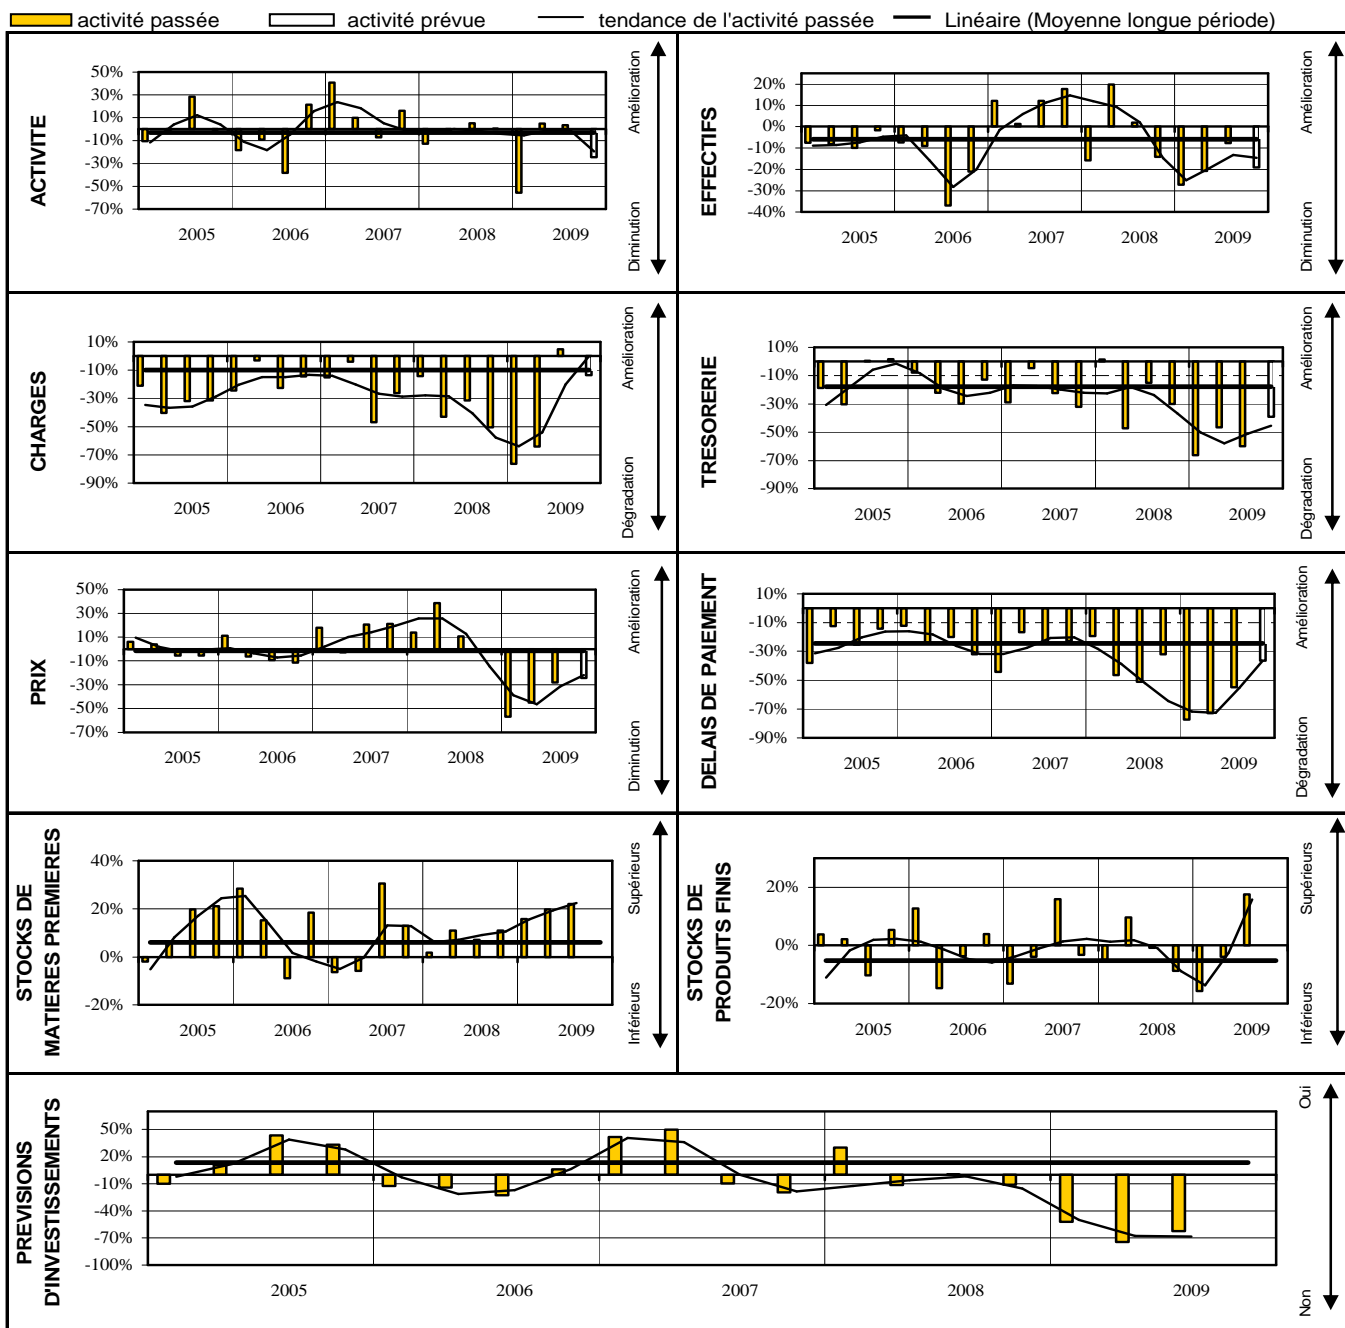 activité passée activité prévue tendance de l'activité passée Linéaire (Moyenne longue période)
ACTIVITE
50%
30%
10%
-10%
-30%
-50%
-70%
2005 2006 2007 2008 2009
Amélioration
Diminution
EFFECTIFS
20%
10%
0%
-10%
-20%
-30%
-40%
2005 2006 2007 2008 2009
Amélioration
Diminution
CHARGES
10%
-10%
-30%
-50%
-70%
-90%
2005 2006 2007 2008 2009
Amélioration
Dégradation
TRESORERIE
10%
-10%
-30%
-50%
-70%
-90%
2005 2006 2007 2008 2009
Amélioration
Dégradation
PRIX
50%
30%
10%
-10%
-30%
-50%
-70%
2005 2006 2007 2008 2009
Amélioration
Diminution
DELAIS DE PAIEMENT
10%
-10%
-30%
-50%
-70%
-90%
2005 2006 2007 2008 2009
Amélioration
Dégradation
STOCKS DE
MATIERES PREMIERES
40%
20%
0%
-20%
2005 2006 2007 2008 2009
Supérieurs
Inférieurs
STOCKS DE
PRODUITS FINIS
20%
0%
-20%
2005 2006 2007 2008 2009
Supérieurs
Inférieurs
PREVISIONS
D'INVESTISSEMENTS
50%
20%
-10%
-40%
-70%
-100%
2005 2006 2007 2008 2009
Oui
Non